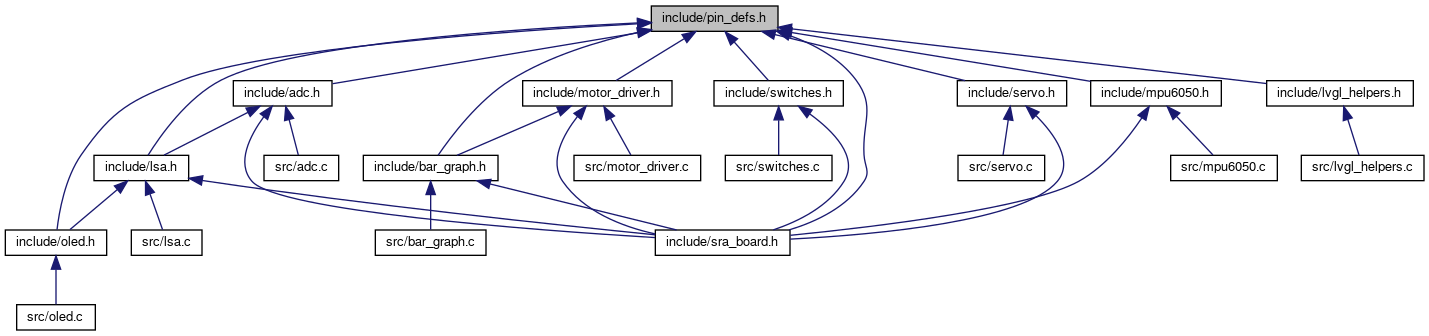 include/pin_defs.h
include/adc.h
include/motor_driver.h
include/switches.h
include/servo.h
include/mpu6050.h
include/lvgl_helpers.h
include/lsa.h
src/adc.c
include/bar_graph.h
src/motor_driver.c
src/switches.c
src/servo.c
src/mpu6050.c
src/lvgl_helpers.c
include/oled.h
src/lsa.c
src/bar_graph.c
include/sra_board.h
src/oled.c